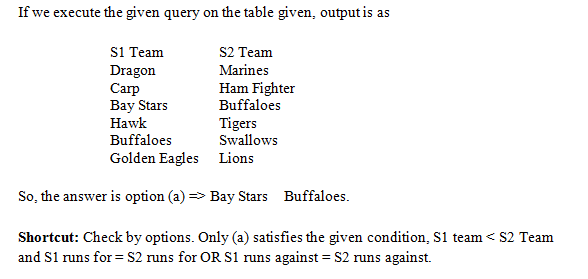 If we execute the given query on the table given, output is as
S1 Team S2 Team
Dragon Marines
Carp Ham Fighter
Bay Stars Buffaloes
Hawk Tigers
Buffaloes Swallows
Golden Eagles Lions
So, the answer is option (a) => Bay Stars Buffaloes.
Shortcut: Check by options. Only (a) satisfies the given condition, S1 team < S2 Team
and S1 runs for = S2 runs for OR S1 runs against = S2 runs against.